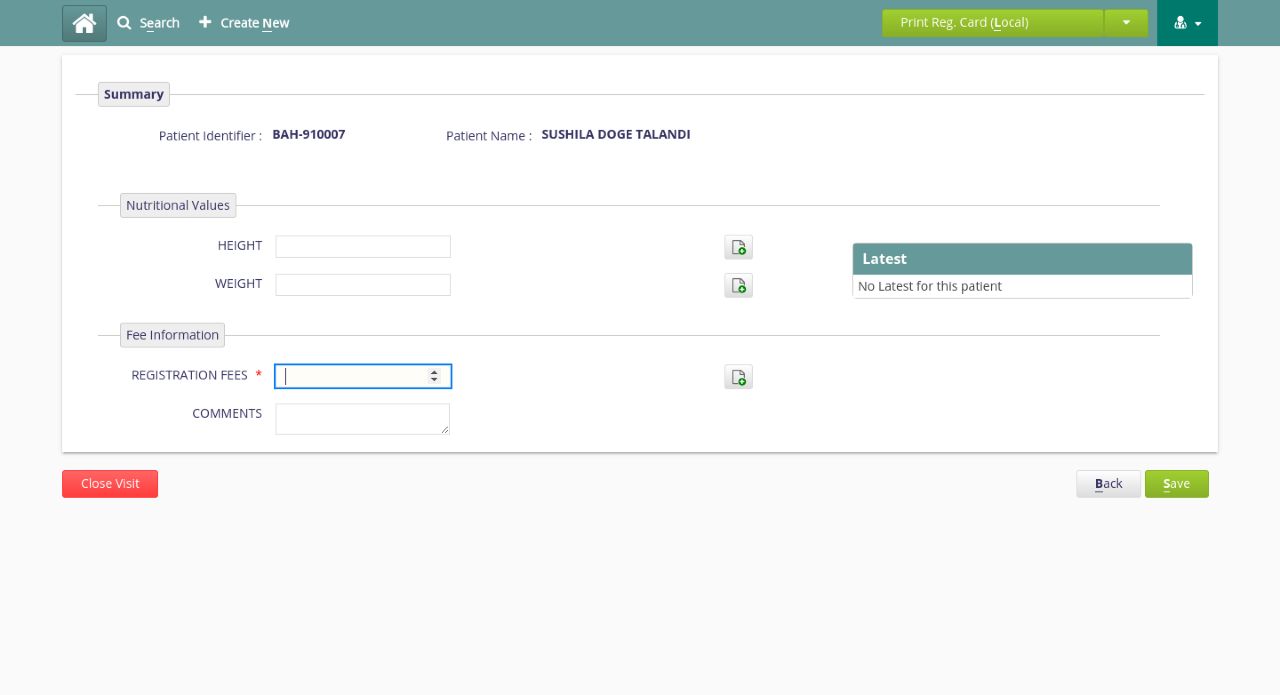 Search Create New Print Reg. Card (Local)
Summary
Patient Identifier : BAH-910007 Patient Name : SUSHILA DOGE TALANDI
Nutritional Values
HEIGHT
WEIGHT
Latest
No Latest for this patient
Fee Information
REGISTRATION FEES *
COMMENTS
Close Visit Back Save